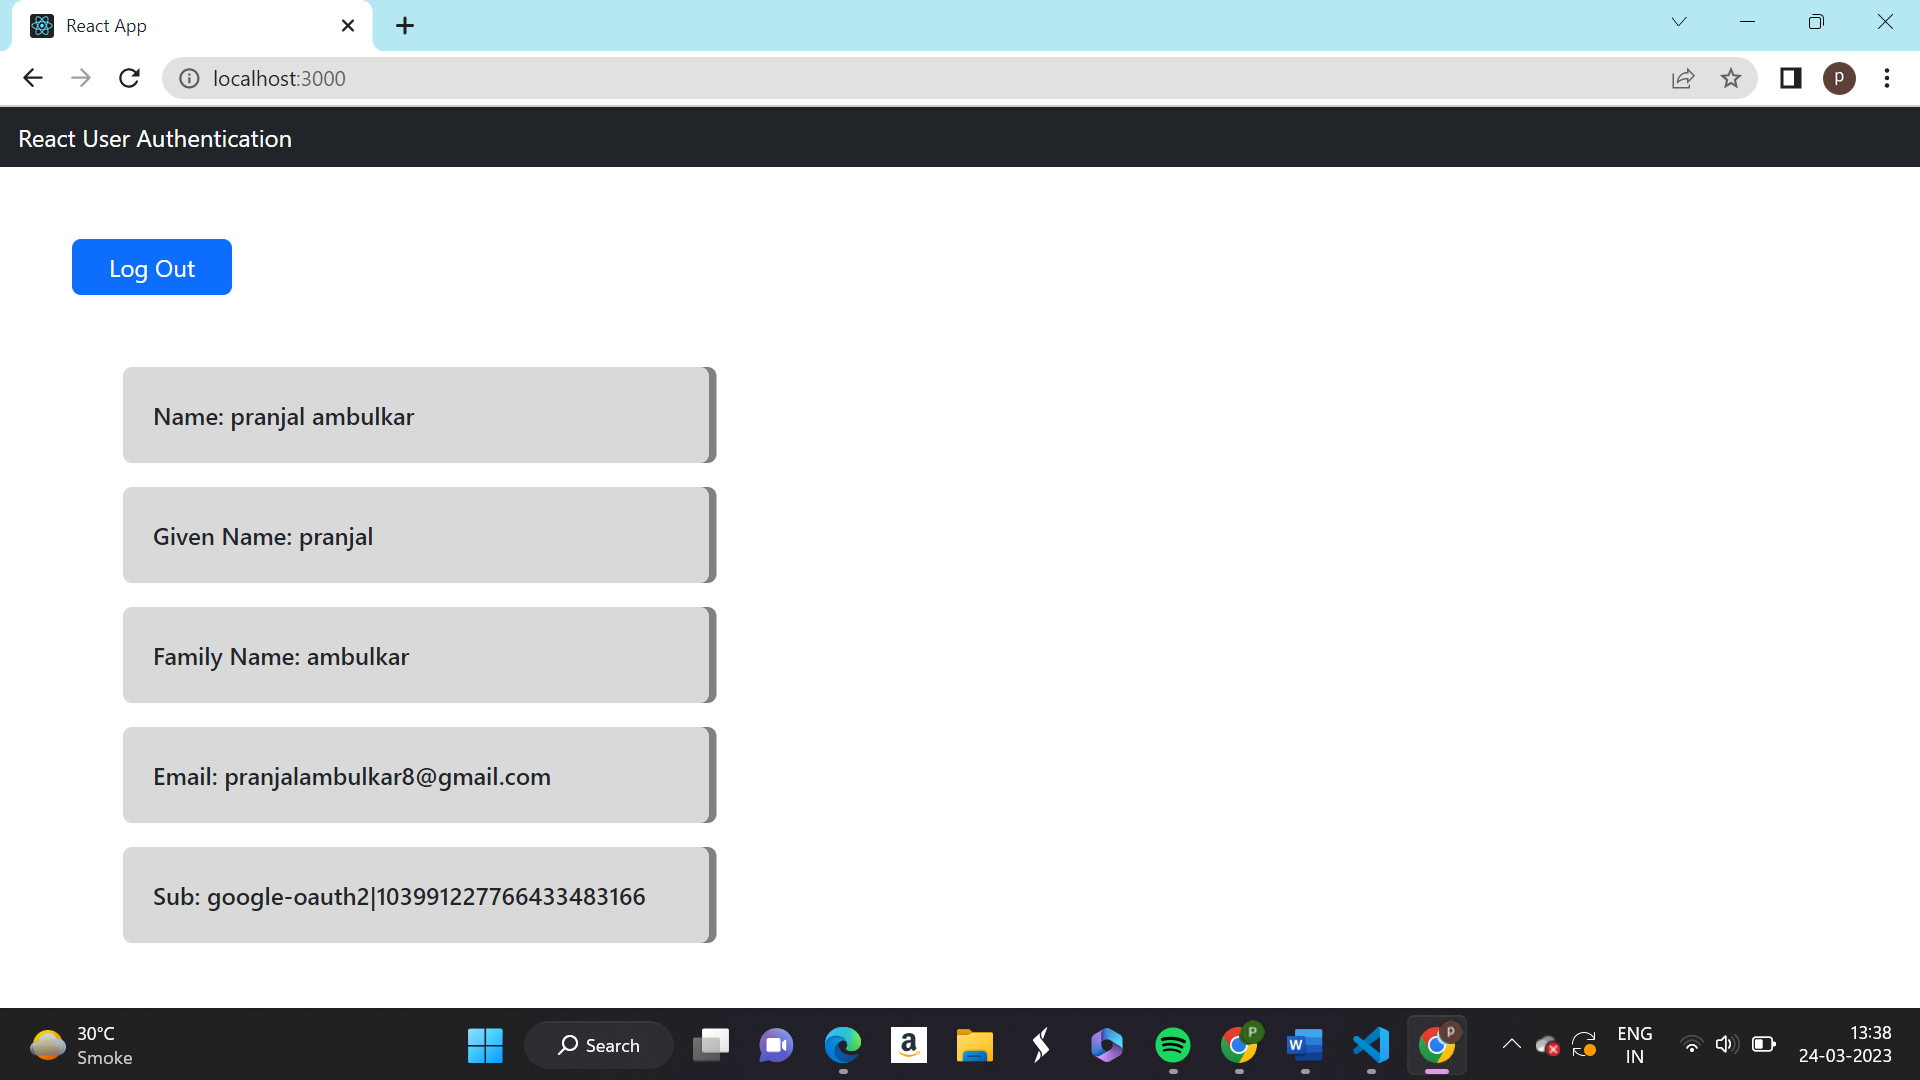 React App
localhost:3000
P
React User Authentication
Log Out
Name: pranjal ambulkar
Given Name: pranjal
Family Name: ambulkar
Email: pranjalambulkar8@gmail.com
Sub: google-oauth2|103991227766433483166
30°C
Smoke
Search
a
P
W
P
ENG
IN
13:38
24-03-2023